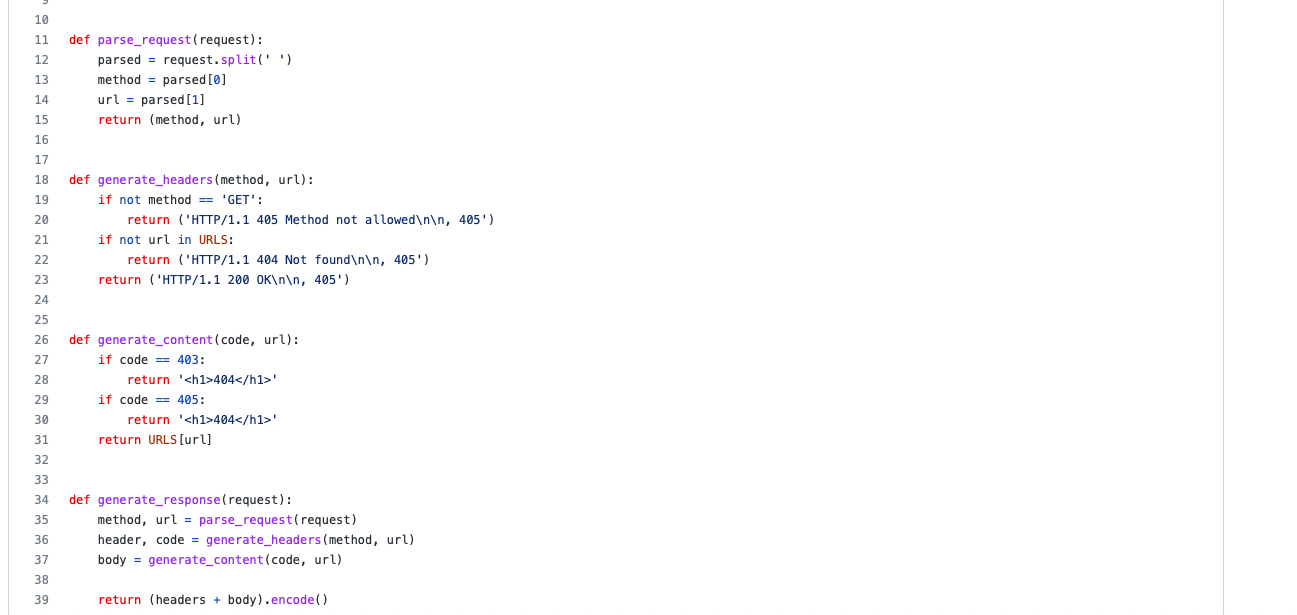 9
10
11 def parse_request(request):
12     parsed = request.split(' ')
13     method = parsed[0]
14     url = parsed[1]
15     return (method, url)
16
17
18 def generate_headers(method, url):
19     if not method == 'GET':
20         return ('HTTP/1.1 405 Method not allowed\n\n, 405')
21     if not url in URLS:
22         return ('HTTP/1.1 404 Not found\n\n, 405')
23     return ('HTTP/1.1 200 OK\n\n, 405')
24
25
26 def generate_content(code, url):
27     if code == 403:
28         return '<h1>404</h1>'
29     if code == 405:
30         return '<h1>404</h1>'
31     return URLS[url]
32
33
34 def generate_response(request):
35     method, url = parse_request(request)
36     header, code = generate_headers(method, url)
37     body = generate_content(code, url)
38
39     return (headers + body).encode()